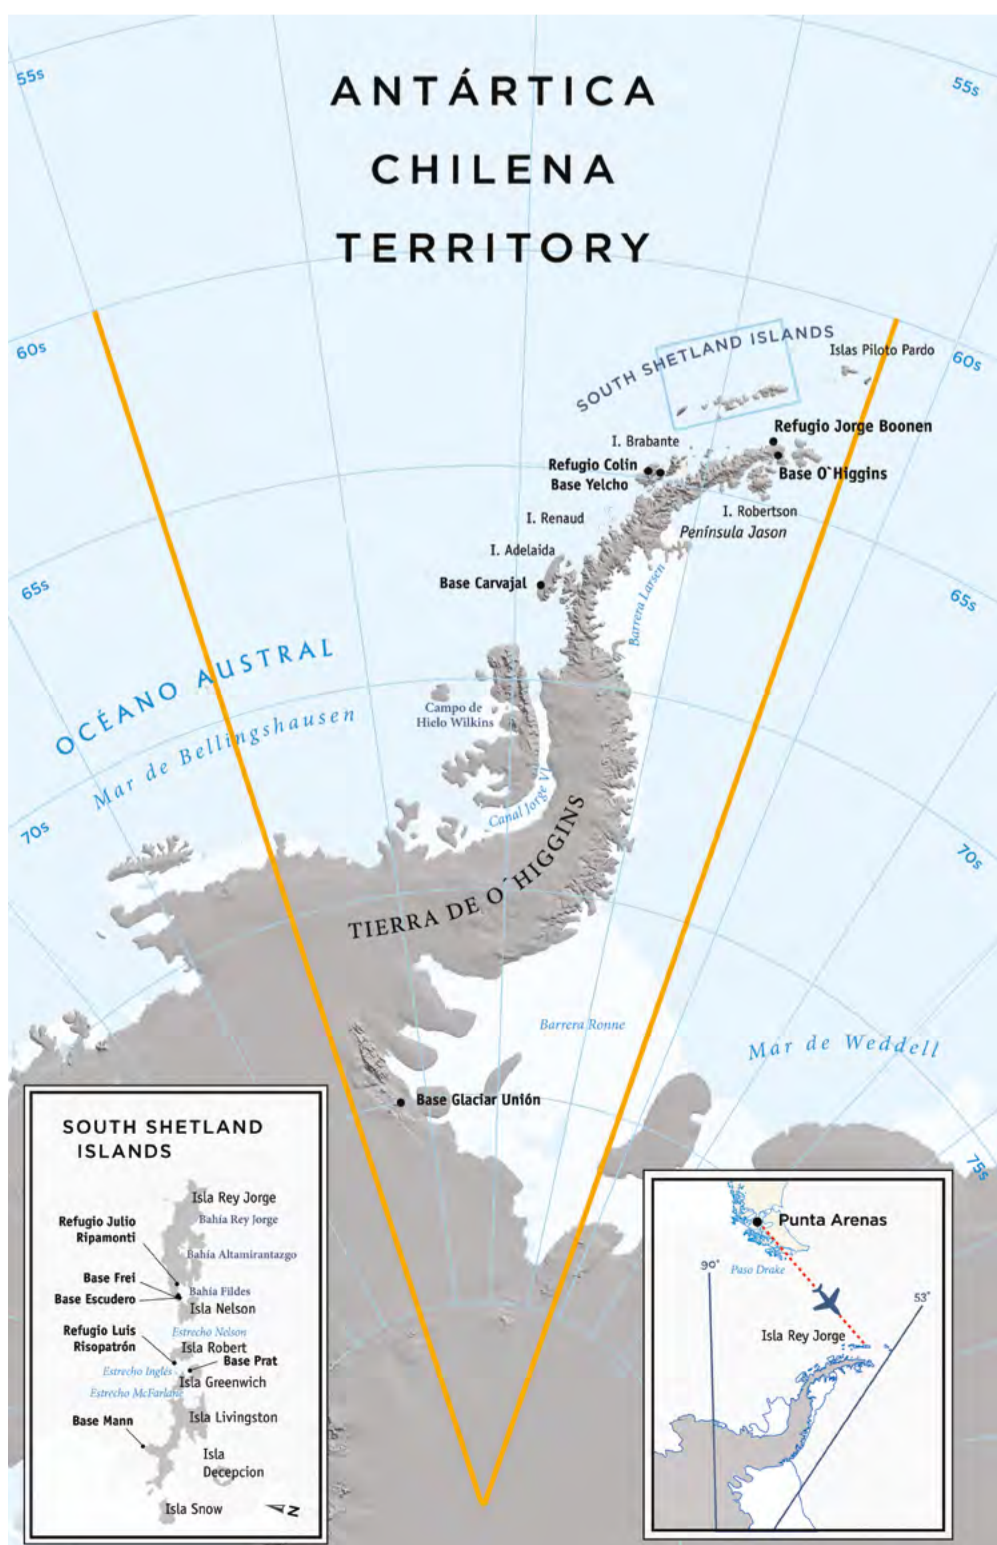 ANTÁRTICA
CHILENA
TERRITORY
55s
55s
60s
60s
65s
65s
70s
70s
75s
SOUTH SHETLAND ISLANDS
Islas Piloto Pardo
Refugio Jorge Boonen
I. Brabante
Refugio Colin
Base Yelcho
Base O`Higgins
I. Robertson
I. Renaud
Península Jason
I. Adelaida
Base Carvajal
Barrera Larsen
OCÉANO AUSTRAL
Mar de Bellingshausen
Campo de
Hielo Wilkins
Canal Jorge VI
TIERRA DE O´HIGGINS
Barrera Ronne
Mar de Weddell
Base Glaciar Unión
SOUTH SHETLAND
ISLANDS
Isla Rey Jorge
Bahía Rey Jorge
Refugio Julio
Ripamonti
Bahía Altamirantazgo
Base Frei
Base Escudero
Bahía Fildes
Isla Nelson
Estrecho Nelson
Refugio Luis
Risopatrón
Isla Robert
Base Prat
Estrecho Inglés
Isla Greenwich
Estrecho McFarlane
Base Mann
Isla Livingston
Isla
Decepcion
Isla Snow
N
Punta Arenas
Paso Drake
90°
53°
Isla Rey Jorge